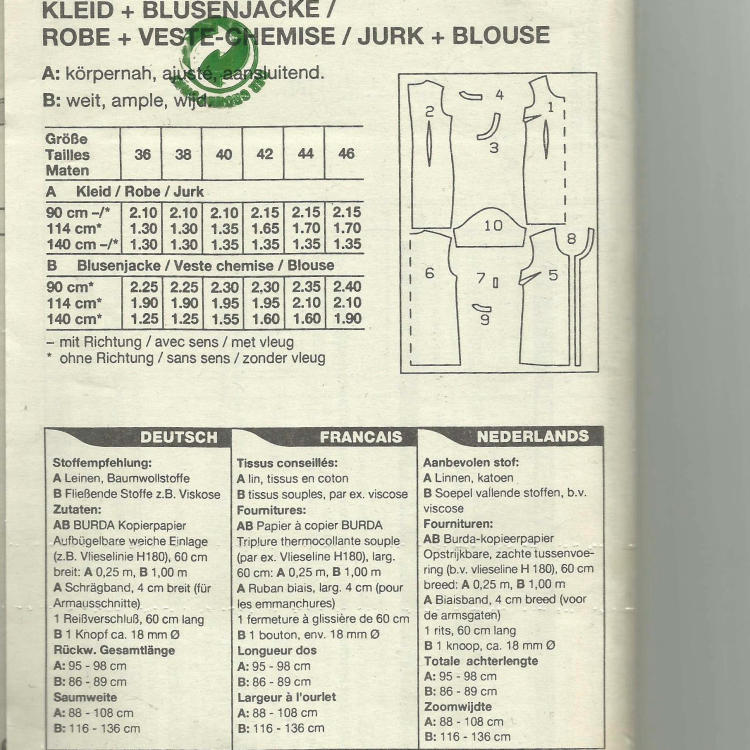 KLEID + BLUSENJACKE /
ROBE + VESTE-CHEMISE / JURK + BLOUSE
A: körpernah, ajusté, aansluitend.
B: weit, ample, wijd.
Größe
Tailles 36 38 40 42 44 46
Maten
A Kleid / Robe / Jurk
90 cm –/* 2.10 2.10 2.10 2.15 2.15 2.15
114 cm* 1.30 1.30 1.35 1.65 1.70 1.70
140 cm –/* 1.30 1.30 1.35 1.35 1.35 1.35
B Blusenjacke / Veste chemise / Blouse
90 cm* 2.25 2.25 2.30 2.30 2.35 2.40
114 cm* 1.90 1.90 1.95 1.95 2.10 2.10
140 cm* 1.25 1.25 1.55 1.60 1.60 1.90
– mit Richtung / avec sens / met vleug
* ohne Richtung / sans sens / zonder vleug
2 4 1
3
10
8
6 7 5
9
DEUTSCH
Stoffempfehlung:
A Leinen, Baumwollstoffe
B Fließende Stoffe z.B. Viskose
Zutaten:
AB BURDA Kopierpapier
Aufbügelbare weiche Einlage
(z.B. Vlieselinie H180), 60 cm
breit: A 0,25 m, B 1,00 m
A Schrägband, 4 cm breit (für
Armausschnitte)
1 Reißverschluß, 60 cm lang
B 1 Knopf ca. 18 mm Ø
Rückw. Gesamtlänge
A: 95 - 98 cm
B: 86 - 89 cm
Saumweite
A: 88 - 108 cm
B: 116 - 136 cm
FRANCAIS
Tissus conseillés:
A lin, tissus en coton
B tissus souples, par ex. viscose
Fournitures:
AB Papier à copier BURDA
Triplure thermocollante souple
(par ex. Vlieseline H180), larg.
60 cm: A 0,25 m, B 1,00 m
A Ruban biais, larg. 4 cm (pour
les emmanchures)
1 fermeture à glissière de 60 cm
B 1 bouton, env. 18 mm Ø
Longueur dos
A: 95 - 98 cm
B: 86 - 89 cm
Largeur à l'ourlet
A: 88 - 108 cm
B: 116 - 136 cm
NEDERLANDS
Aanbevolen stof:
A Linnen, katoen
B Soepel vallende stoffen, b.v.
viscose
Fournituren:
AB Burda-kopieerpapier
Opstrijkbare, zachte tussenvoe-
ring (b.v. vlieseline H 180), 60 cm
breed: A 0,25 m, B 1,00 m
A Biaisband, 4 cm breed (voor
de armsgaten)
1 rits, 60 cm lang
B 1 knoop, ca. 18 mm Ø
Totale achterlengte
A: 95 - 98 cm
B: 86 - 89 cm
Zoomwijdte
A: 88 - 108 cm
B: 116 - 136 cm